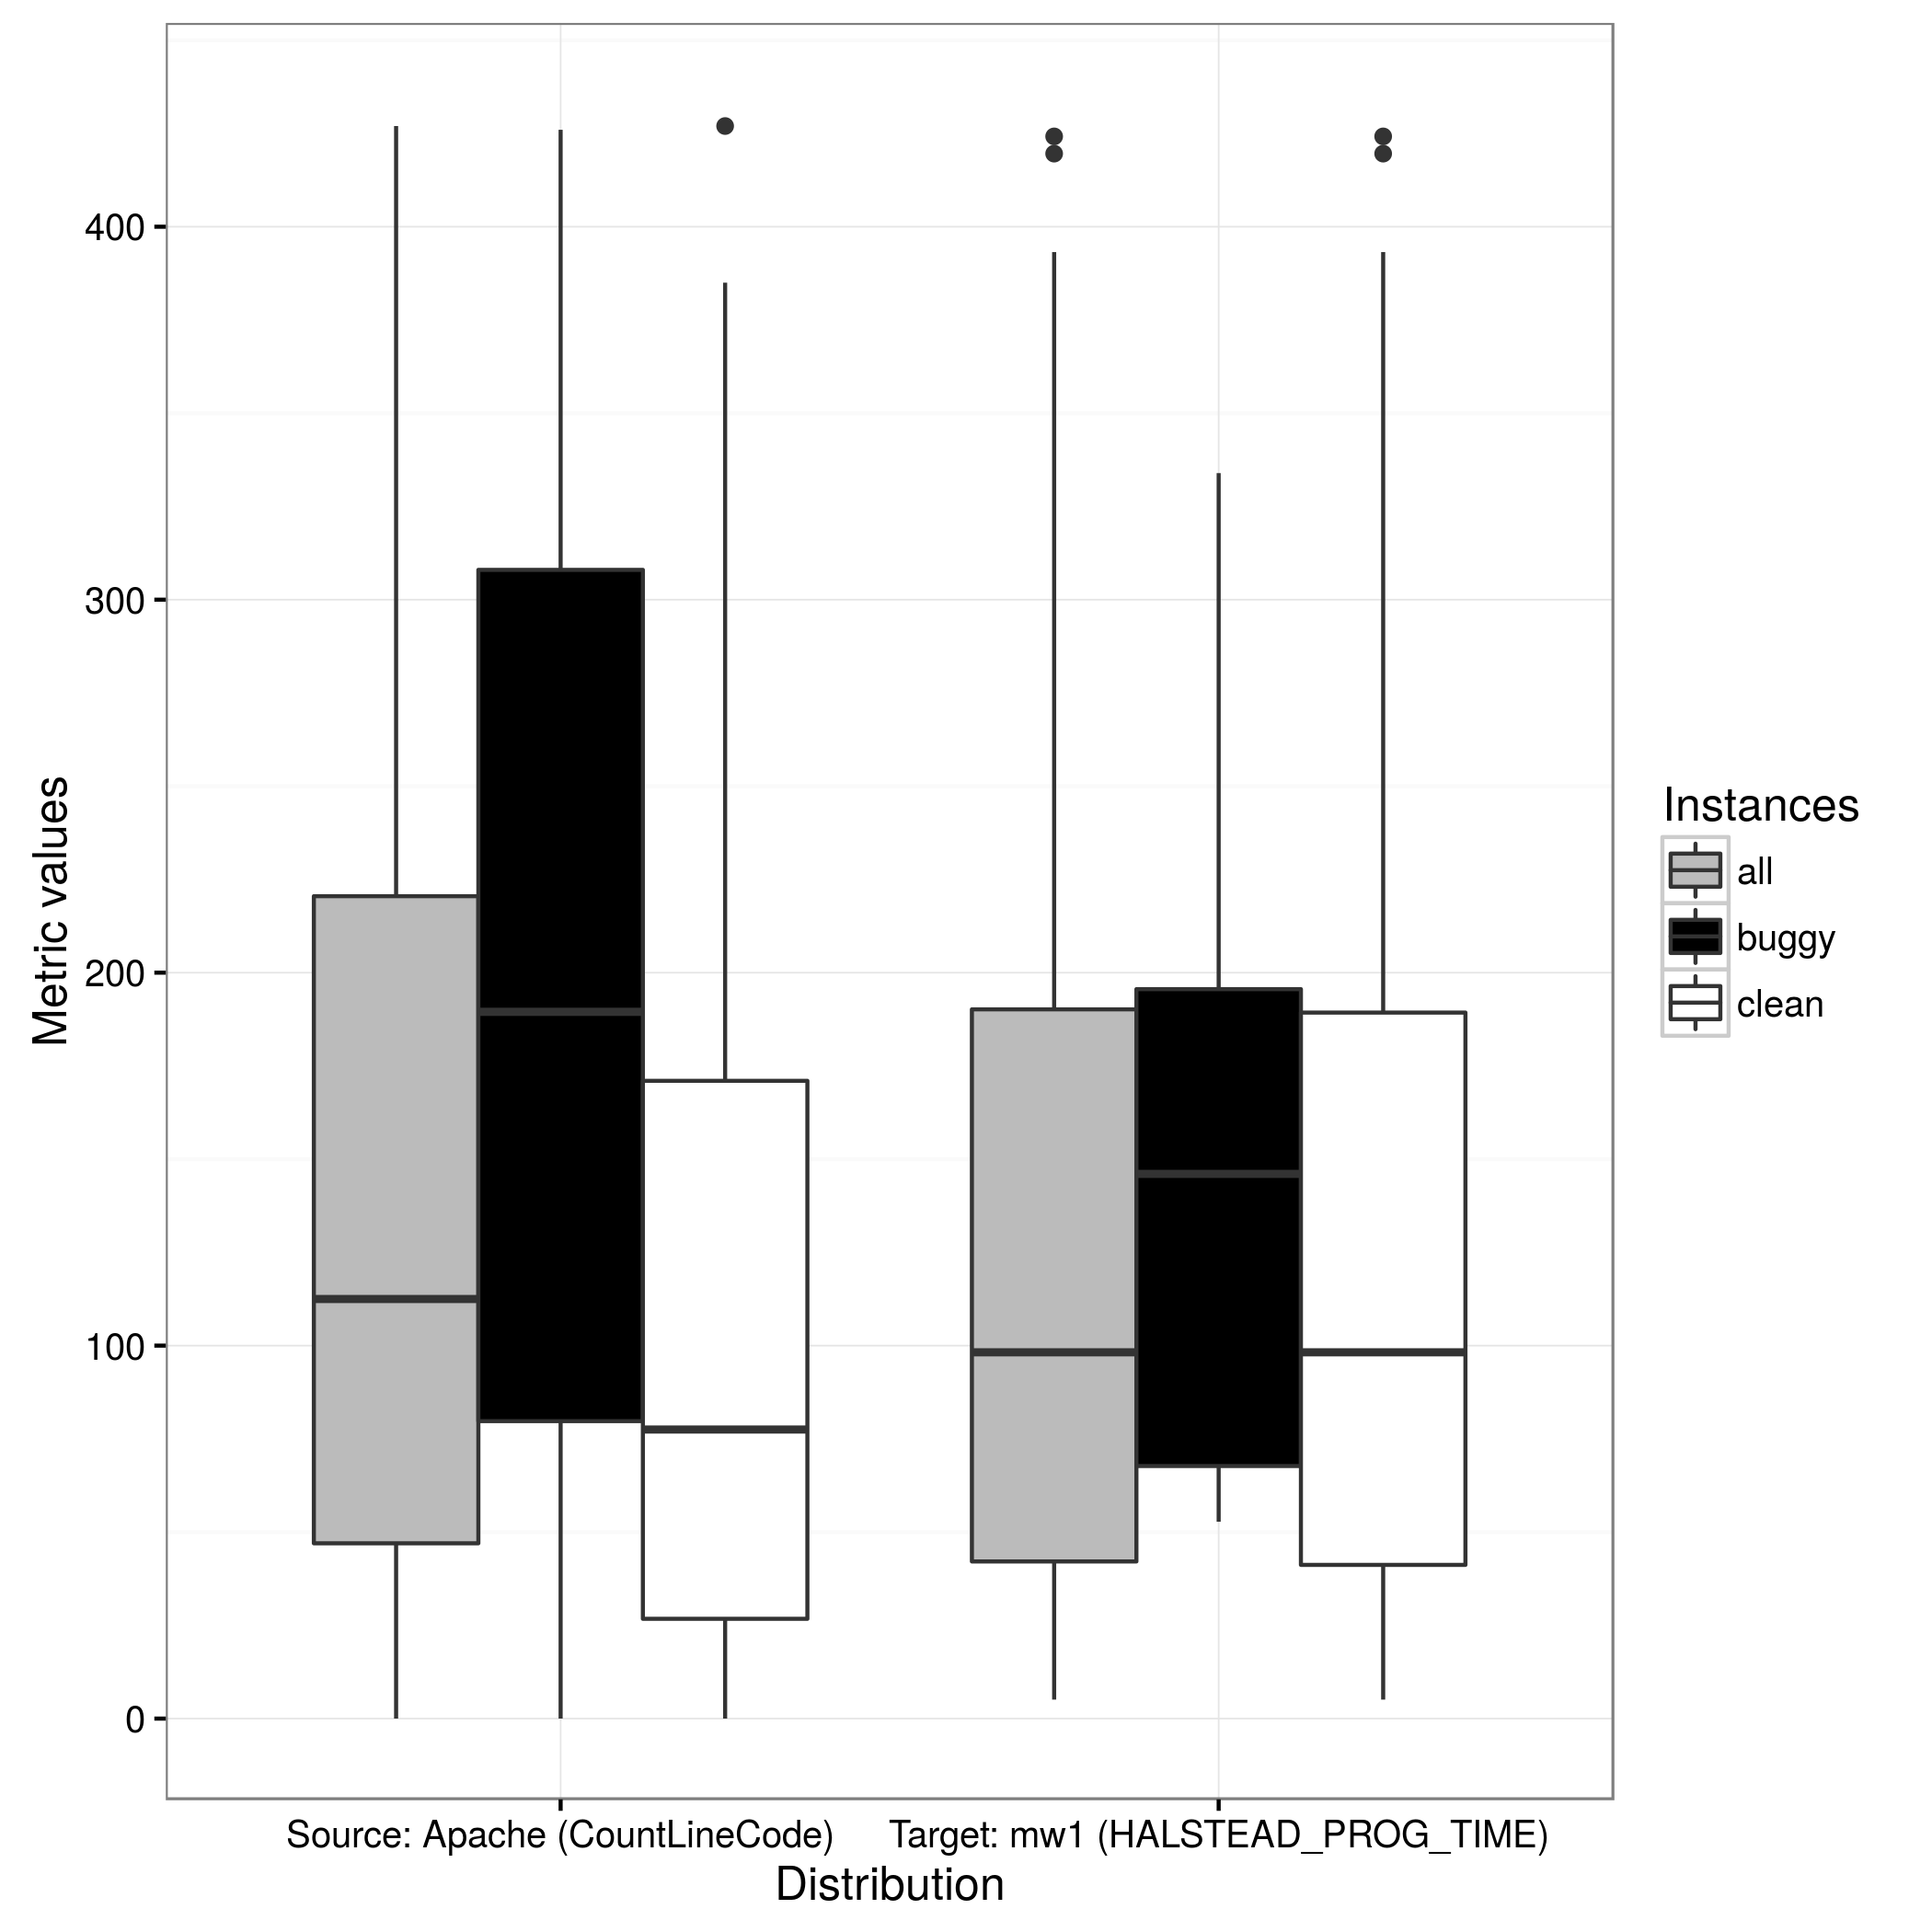 Metric values
400
300
200
100
0
Source: Apache (CountLineCode)
Target: mw1 (HALSTEAD_PROG_TIME)
Distribution
Instances
all
buggy
clean